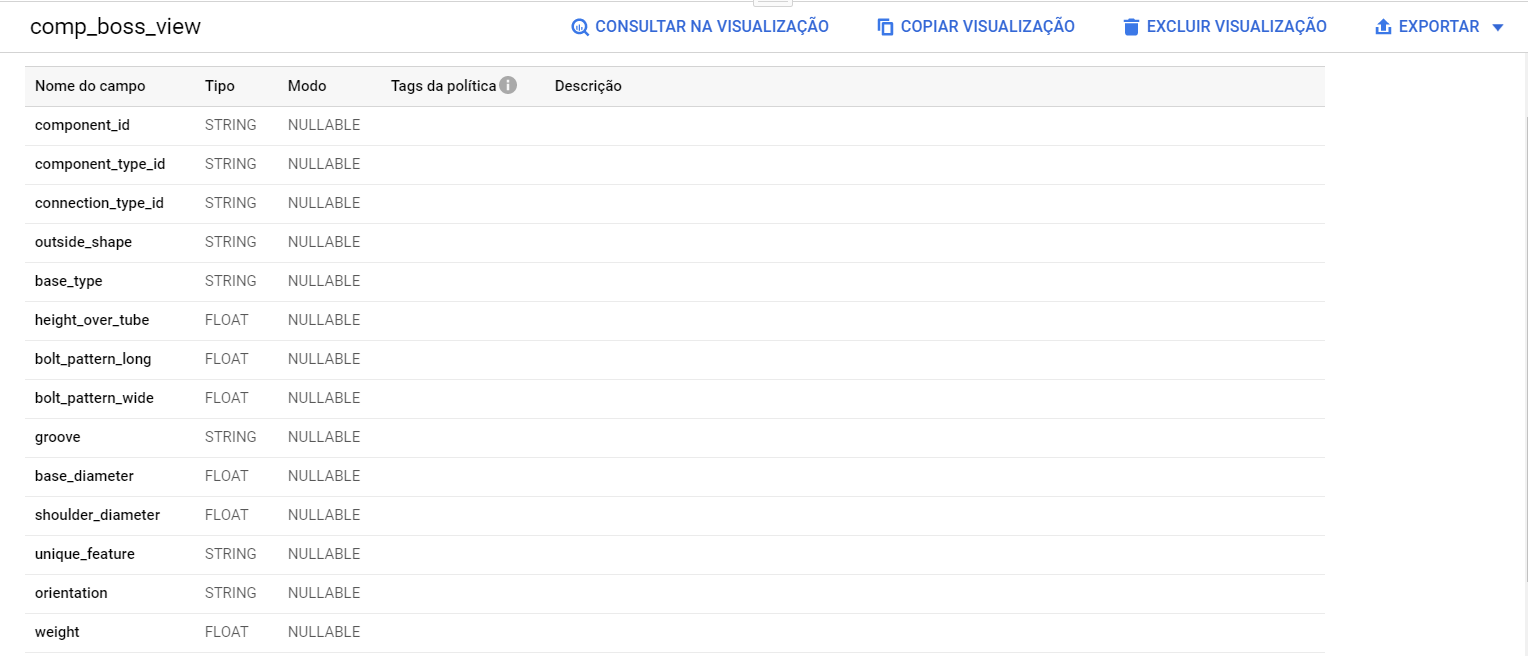 comp_boss_view CONSULTAR NA VISUALIZAÇÃO COPIAR VISUALIZAÇÃO EXCLUIR VISUALIZAÇÃO EXPORTAR
Nome do campo Tipo Modo Tags da política Descrição
component_id STRING NULLABLE
component_type_id STRING NULLABLE
connection_type_id STRING NULLABLE
outside_shape STRING NULLABLE
base_type STRING NULLABLE
height_over_tube FLOAT NULLABLE
bolt_pattern_long FLOAT NULLABLE
bolt_pattern_wide FLOAT NULLABLE
groove STRING NULLABLE
base_diameter FLOAT NULLABLE
shoulder_diameter FLOAT NULLABLE
unique_feature STRING NULLABLE
orientation STRING NULLABLE
weight FLOAT NULLABLE